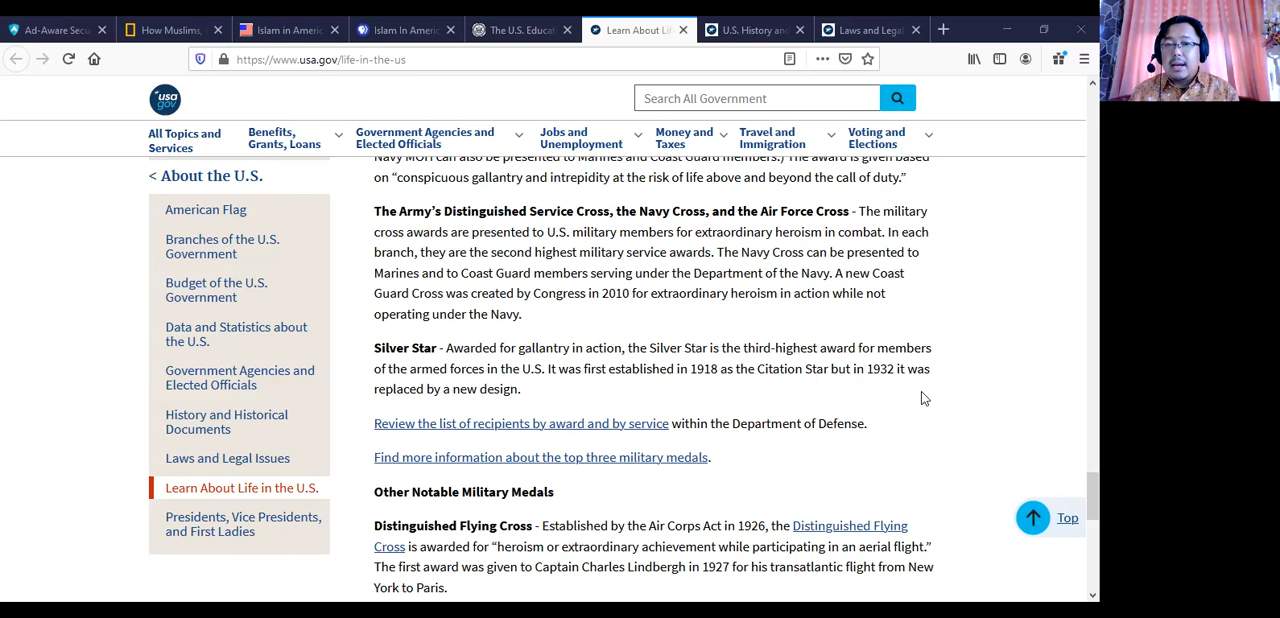 Ad-Aware Secu
How Muslims,
Islam in Americ
Islam In Ameri
The U.S. Educat
Learn About Li
U.S. History an
Laws and Legal
https://www.usa.gov/life-in-the-us
usa
gov
Search All Government
All Topics and
Services
Benefits,
Grants, Loans
Government Agencies and
Elected Officials
Jobs and
Unemployment
Money and
Taxes
Travel and
Immigration
Voting and
Elections
< About the U.S.
American Flag
Branches of the U.S.
Government
Budget of the U.S.
Government
Data and Statistics about
the U.S.
Government Agencies and
Elected Officials
History and Historical
Documents
Laws and Legal Issues
Learn About Life in the U.S.
Presidents, Vice Presidents,
and First Ladies
Navy MOH can also be presented to Marines and Coast Guard members.) The award is given based
on “conspicuous gallantry and intrepidity at the risk of life above and beyond the call of duty.”
The Army’s Distinguished Service Cross, the Navy Cross, and the Air Force Cross - The military
cross awards are presented to U.S. military members for extraordinary heroism in combat. In each
branch, they are the second highest military service awards. The Navy Cross can be presented to
Marines and to Coast Guard members serving under the Department of the Navy. A new Coast
Guard Cross was created by Congress in 2010 for extraordinary heroism in action while not
operating under the Navy.
Silver Star - Awarded for gallantry in action, the Silver Star is the third-highest award for members
of the armed forces in the U.S. It was first established in 1918 as the Citation Star but in 1932 it was
replaced by a new design.
Review the list of recipients by award and by service within the Department of Defense.
Find more information about the top three military medals.
Other Notable Military Medals
Distinguished Flying Cross - Established by the Air Corps Act in 1926, the Distinguished Flying
Cross is awarded for “heroism or extraordinary achievement while participating in an aerial flight.”
The first award was given to Captain Charles Lindbergh in 1927 for his transatlantic flight from New
York to Paris.
Top